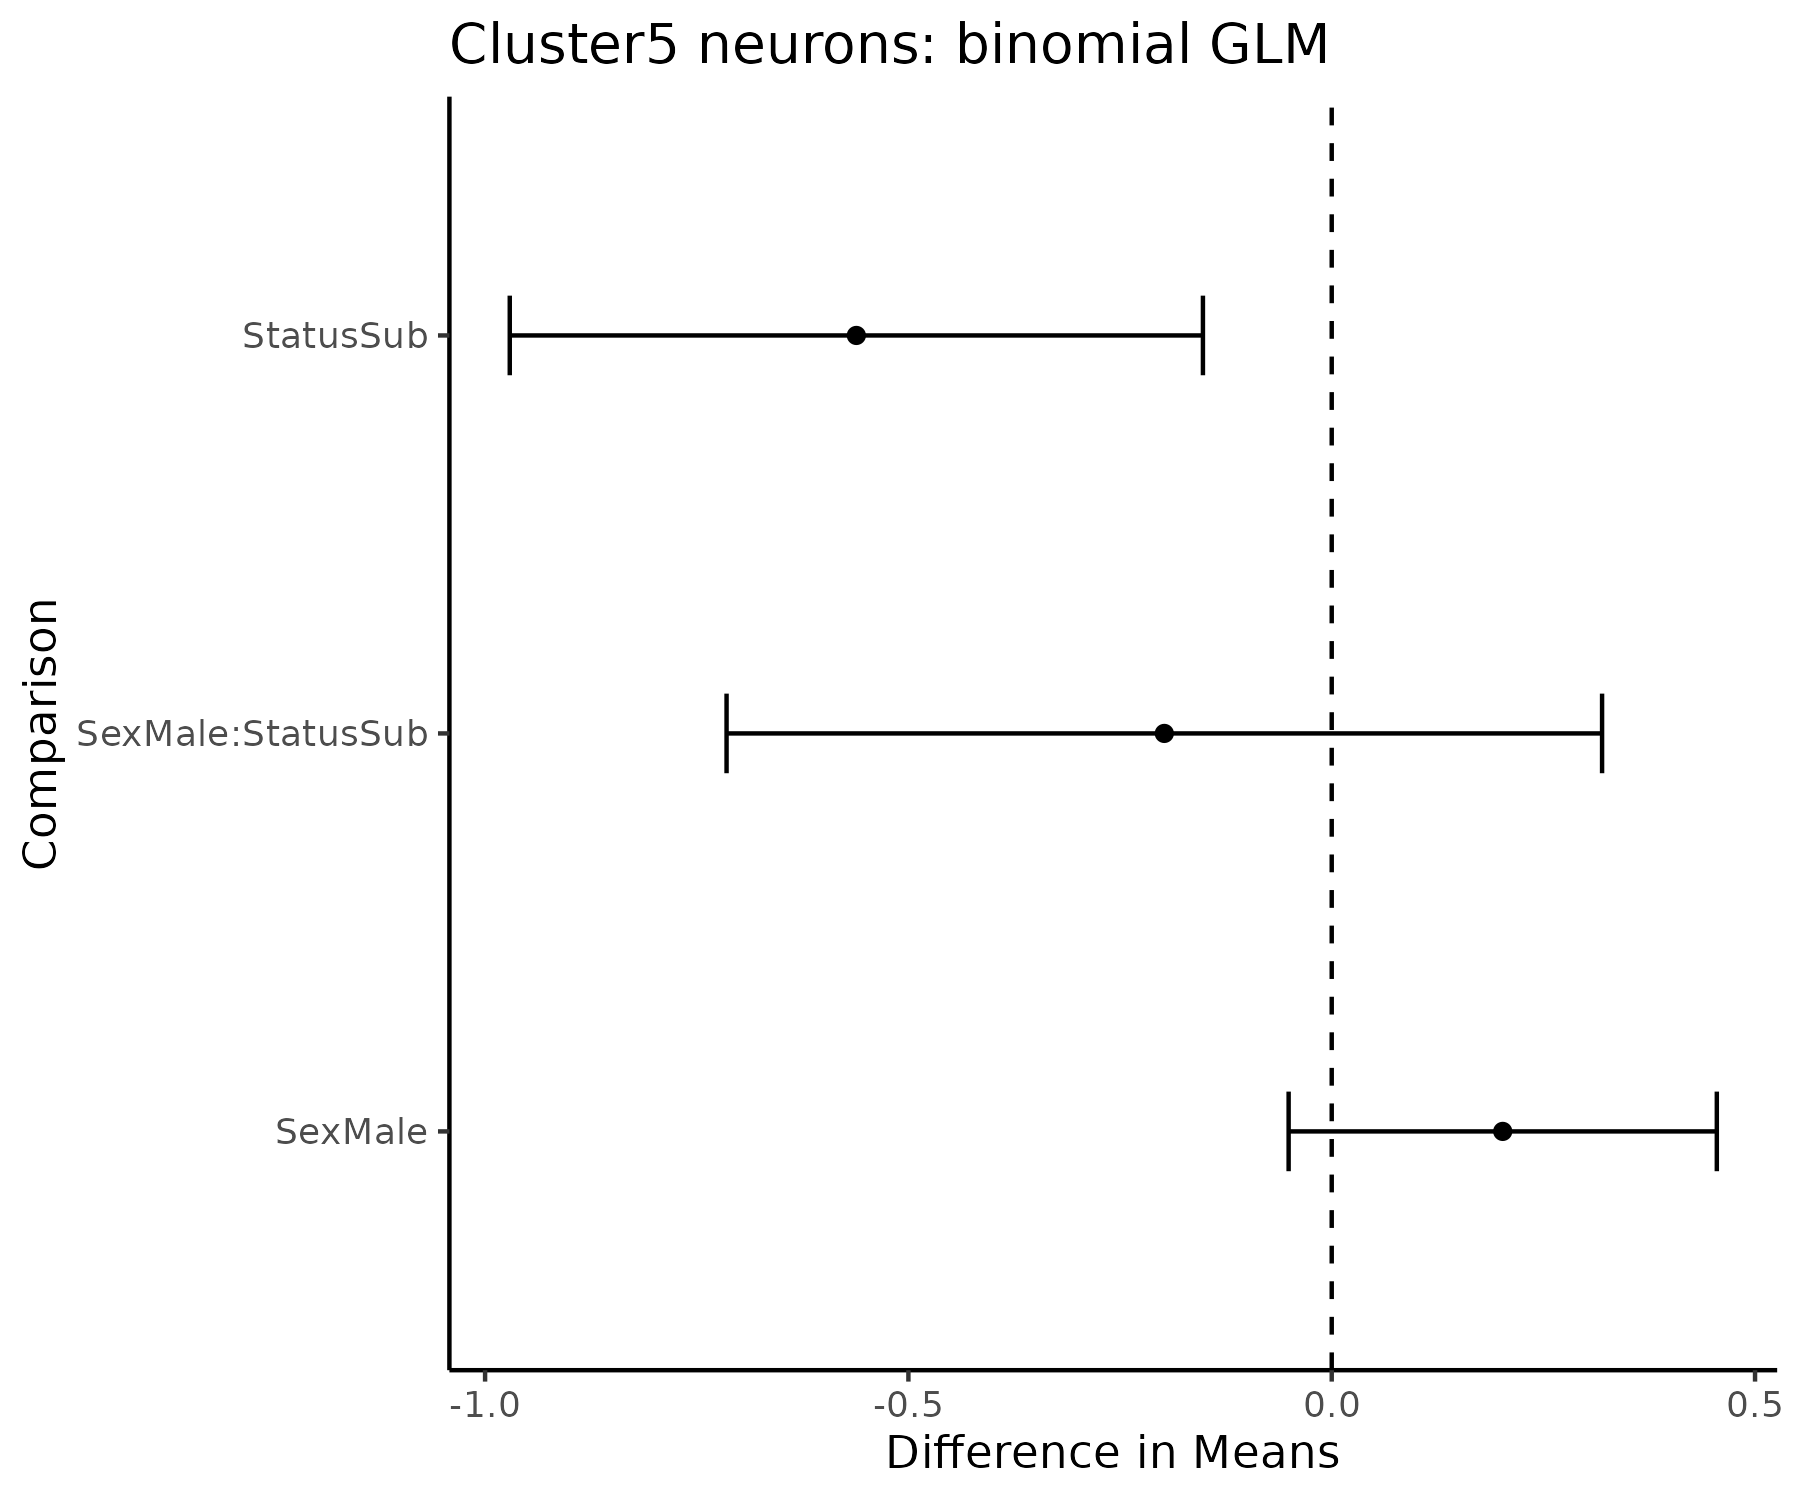 Cluster5 neurons: binomial GLM
Comparison
StatusSub
SexMale:StatusSub
SexMale
-1.0
-0.5
0.0
0.5
Difference in Means